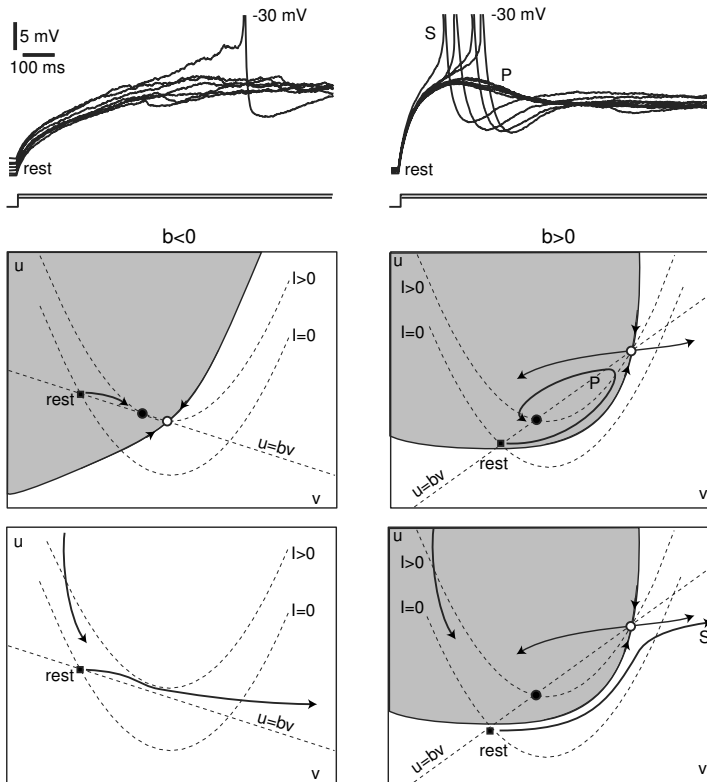 -30 mV
5 mV
100 ms
rest
S
-30 mV
P
rest
b<0
u
I>0
I=0
rest
u=bv
v
b>0
u
I>0
I=0
P
rest
u=bv
v
u
I>0
I=0
rest
u=bv
v
u
I>0
I=0
S
u=bv
rest
v